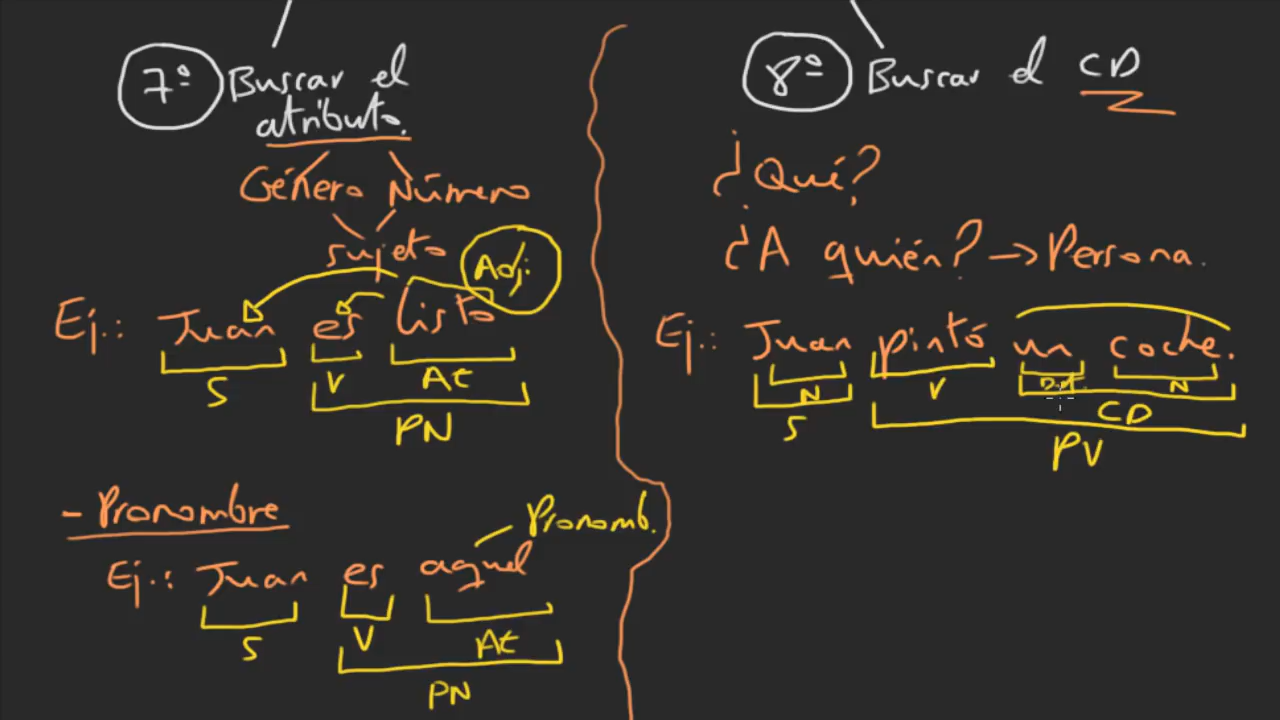 7º Buscar el
atributo.
Género Número
sujeto
Adj.
Ej.: Juan es listo
S V At
PN
- Pronombre
Pronomb.
Ej.: Juan es aquel
S V At
PN
8º Buscar el CD
¿Qué?
¿A quién? → Persona.
Ej.: Juan pintó un coche.
N V Det N
S CD
PV